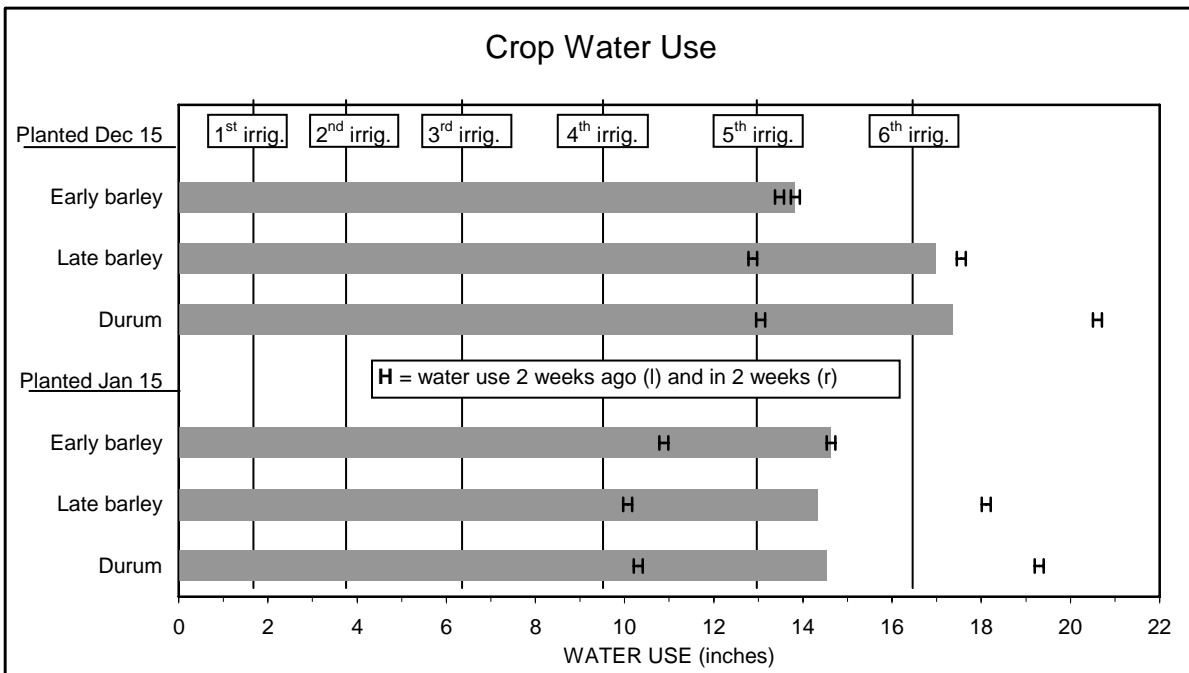 Crop Water Use
Planted Dec 15
1st irrig. 2nd irrig. 3rd irrig. 4th irrig. 5th irrig. 6th irrig.
Early barley
Late barley
Durum
Planted Jan 15
H = water use 2 weeks ago (l) and in 2 weeks (r)
Early barley
Late barley
Durum
0 2 4 6 8 10 12 14 16 18 20 22
WATER USE (inches)